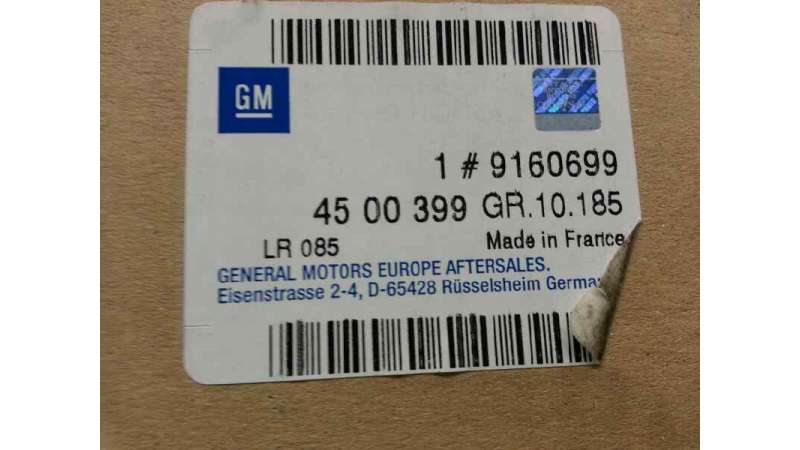 GM
1 # 9160699
45 00 399 GR.10.185
LR 085 Made in France
GENERAL MOTORS EUROPE AFTERSALES.
Eisenstrasse 2-4, D-65428 Rüsselsheim